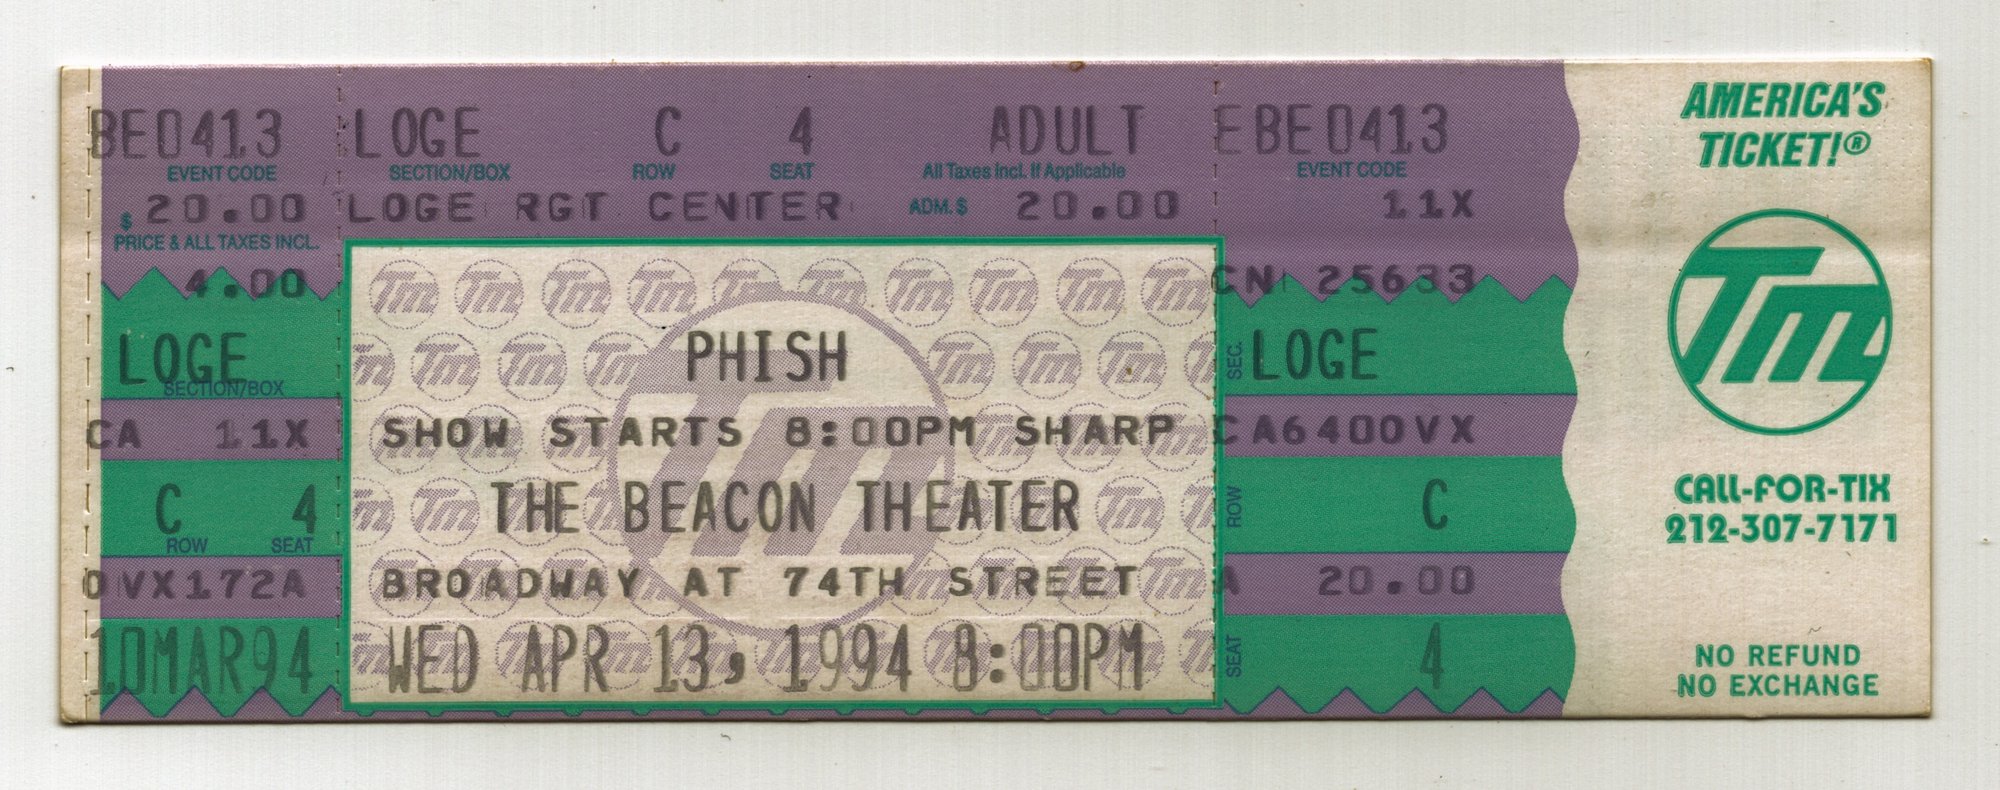 BE0413
EVENT CODE
$ 20.00
PRICE & ALL TAXES INCL.
4.00
LOGE
SECTION/BOX
CA 11X
C 4
ROW SEAT
0VX172A
10MAR94
LOGE C 4 ADULT
SECTION/BOX ROW SEAT All Taxes Incl. If Applicable
LOGE RGT CENTER ADM. $ 20.00
PHISH
SHOW STARTS 8:00PM SHARP
THE BEACON THEATER
BROADWAY AT 74TH STREET
WED APR 13, 1994 8:00PM
EBE0413
EVENT CODE
11X
CN 25633
SEC. LOGE
CA6400VX
ROW C
A 20.00
SEAT 4
AMERICA'S
TICKET!®
TM
CALL-FOR-TIX
212-307-7171
NO REFUND
NO EXCHANGE